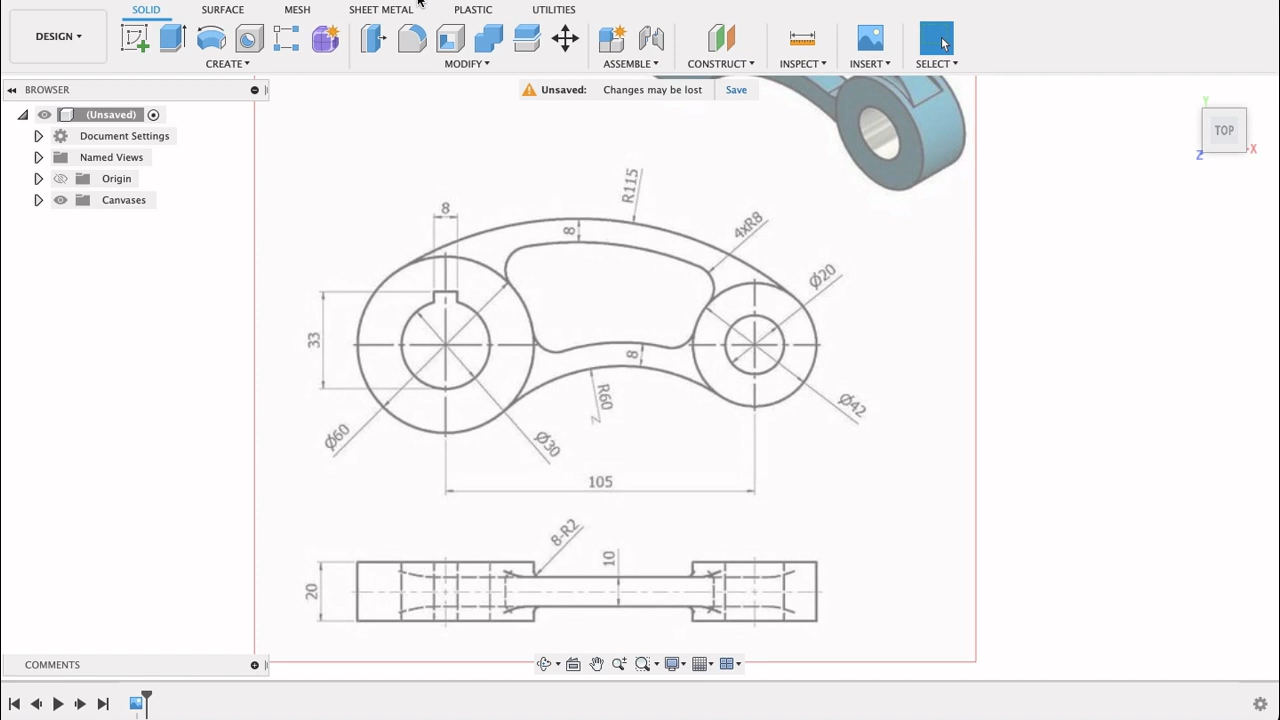 SOLID SURFACE MESH SHEET METAL PLASTIC UTILITIES
DESIGN
CREATE MODIFY ASSEMBLE CONSTRUCT INSPECT INSERT SELECT
BROWSER
Unsaved: Changes may be lost Save
(Unsaved)
Document Settings
Named Views
Origin
Canvases
Y
TOP
Z
X
R115
8
8
4xR8
Ø20
33
8
R60
Ø42
Ø60
Ø30
105
8-R2
10
20
COMMENTS